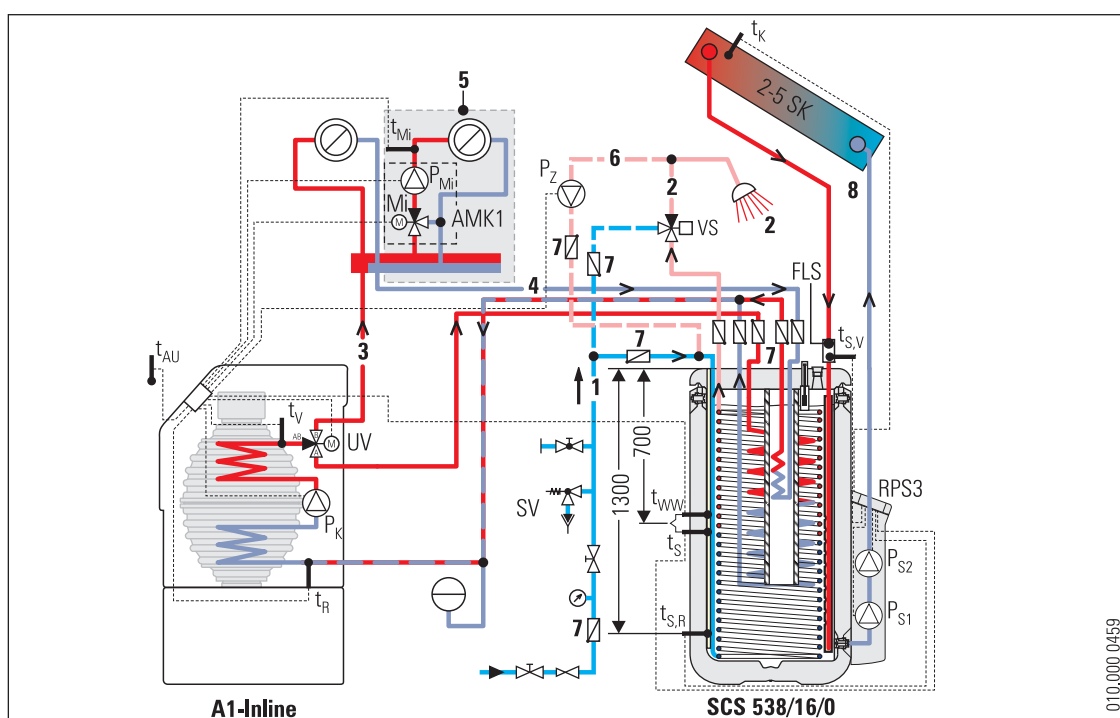 t_K
2-5 SK
8
5
t_Mi
P_Mi
Mi
M
AMK1
6
P_Z
2
2
VS
7
7
FLS
4
t_S,V
7
7
3
1
t_AU
t_V
AB
B
A
M
UV
P_K
700
1300
SV
t_WW
t_S
RPS3
P_S2
P_S1
t_R
t_S,R
7
A1-Inline
SCS 538/16/0
010.000 0459